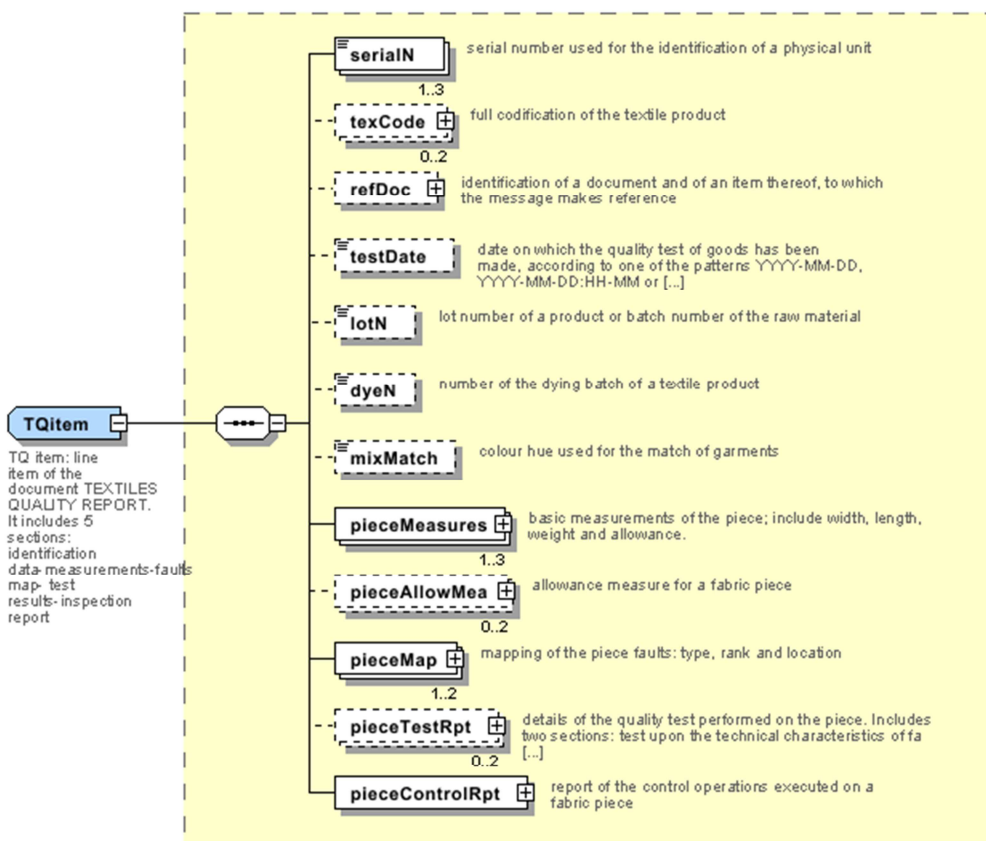 serialN
serial number used for the identification of a physical unit
1..3
texCode
full codification of the textile product
0..2
refDoc
identification of a document and of an item thereof, to which
the message makes reference
testDate
date on which the quality test of goods has been
made, according to one of the patterns YYYY-MM-DD,
YYYY-MM-DD:HH-MM or [...]
lotN
lot number of a product or batch number of the raw material
dyeN
number of the dying batch of a textile product
TQitem
TQ item: line
item of the
document TEXTILES
QUALITY REPORT.
It includes 5
sections:
identification
data-measurements-faults
map- test
results-inspection
report
mixMatch
colour hue used for the match of garments
pieceMeasures
basic measurements of the piece; include width, length,
weight and allowance.
1..3
pieceAllowMea
allowance measure for a fabric piece
0..2
pieceMap
mapping of the piece faults: type, rank and location
1..2
pieceTestRpt
details of the quality test performed on the piece. Includes
two sections: test upon the technical characteristics of fa
[...]
0..2
pieceControlRpt
report of the control operations executed on a
fabric piece